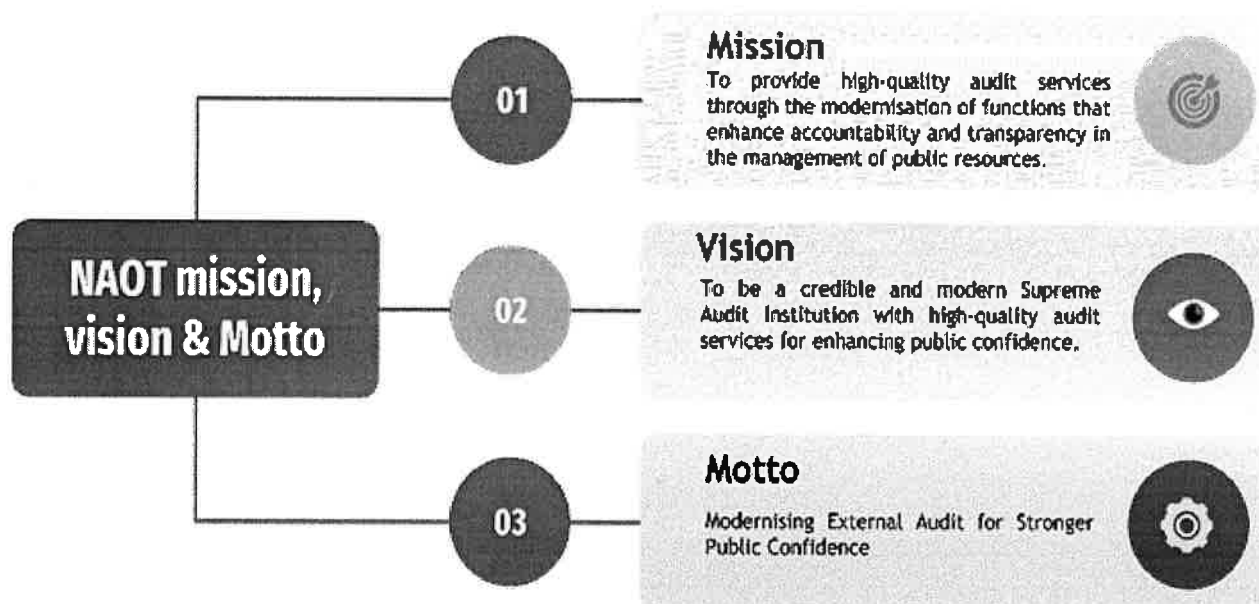 NAOT mission,
vision & Motto
01
Mission
To provide high-quality audit services
through the modernisation of functions that
enhance accountability and transparency in
the management of public resources.
02
Vision
To be a credible and modern Supreme
Audit Institution with high-quality audit
services for enhancing public confidence.
03
Motto
Modernising External Audit for Stronger
Public Confidence